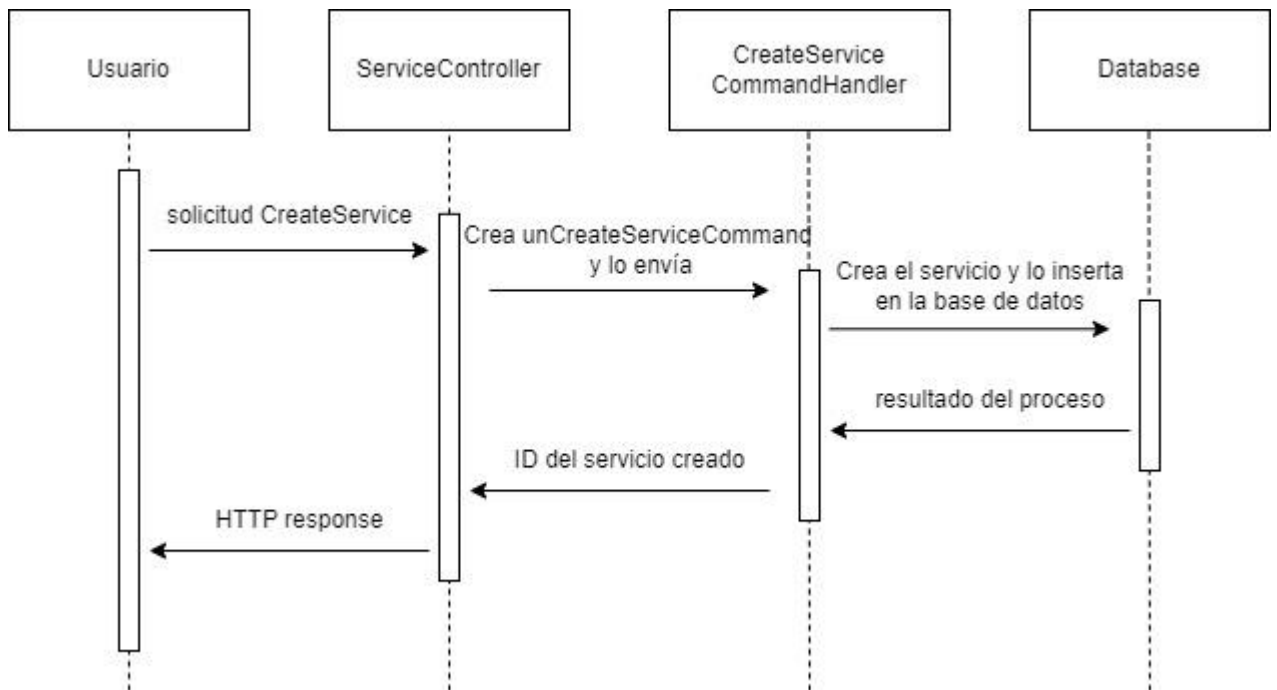 Usuario
ServiceController
CreateService
CommandHandler
Database
solicitud CreateService
Crea unCreateServiceCommand
y lo envía
Crea el servicio y lo inserta
en la base de datos
resultado del proceso
ID del servicio creado
HTTP response